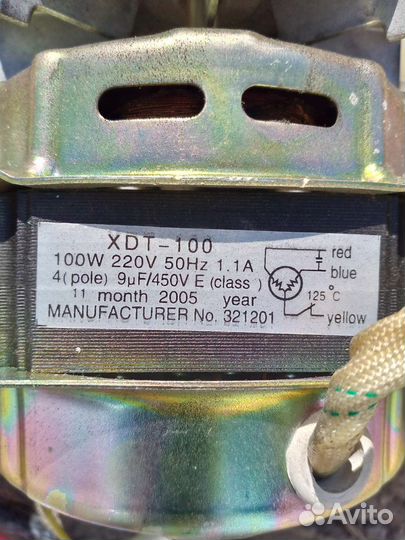 XDT-100
100W 220V 50Hz 1.1A
4(pole) 9µF/450V E (class )
11 month 2005 year
MANUFACTURER No. 321201
red
blue
125°C
yellow
Avito